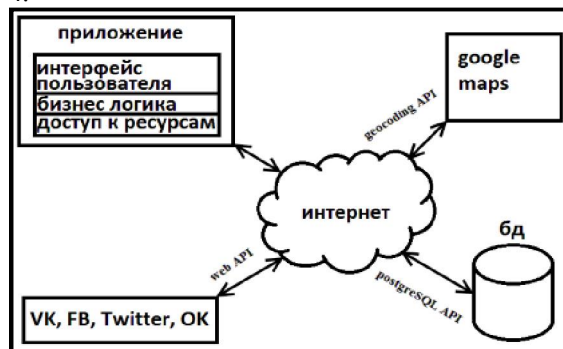 приложение
интерфейс
пользователя
бизнес логика
доступ к ресурсам
google
maps
geocoding API
интернет
web API
postgreSQL API
бд
VK, FB, Twitter, OK